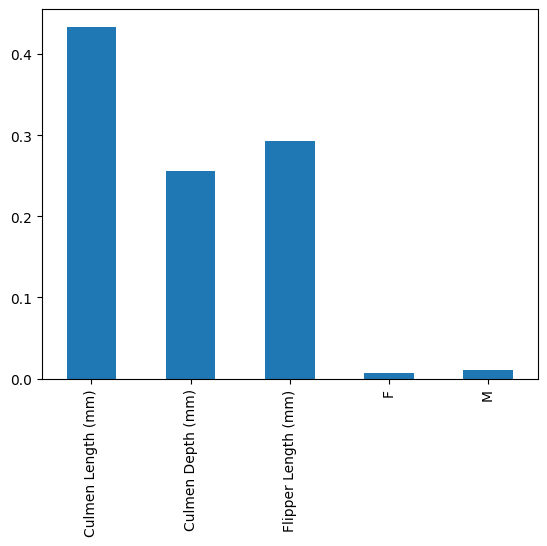 0.4
0.3
0.2
0.1
0.0
Culmen Length (mm)
Culmen Depth (mm)
Flipper Length (mm)
F
M